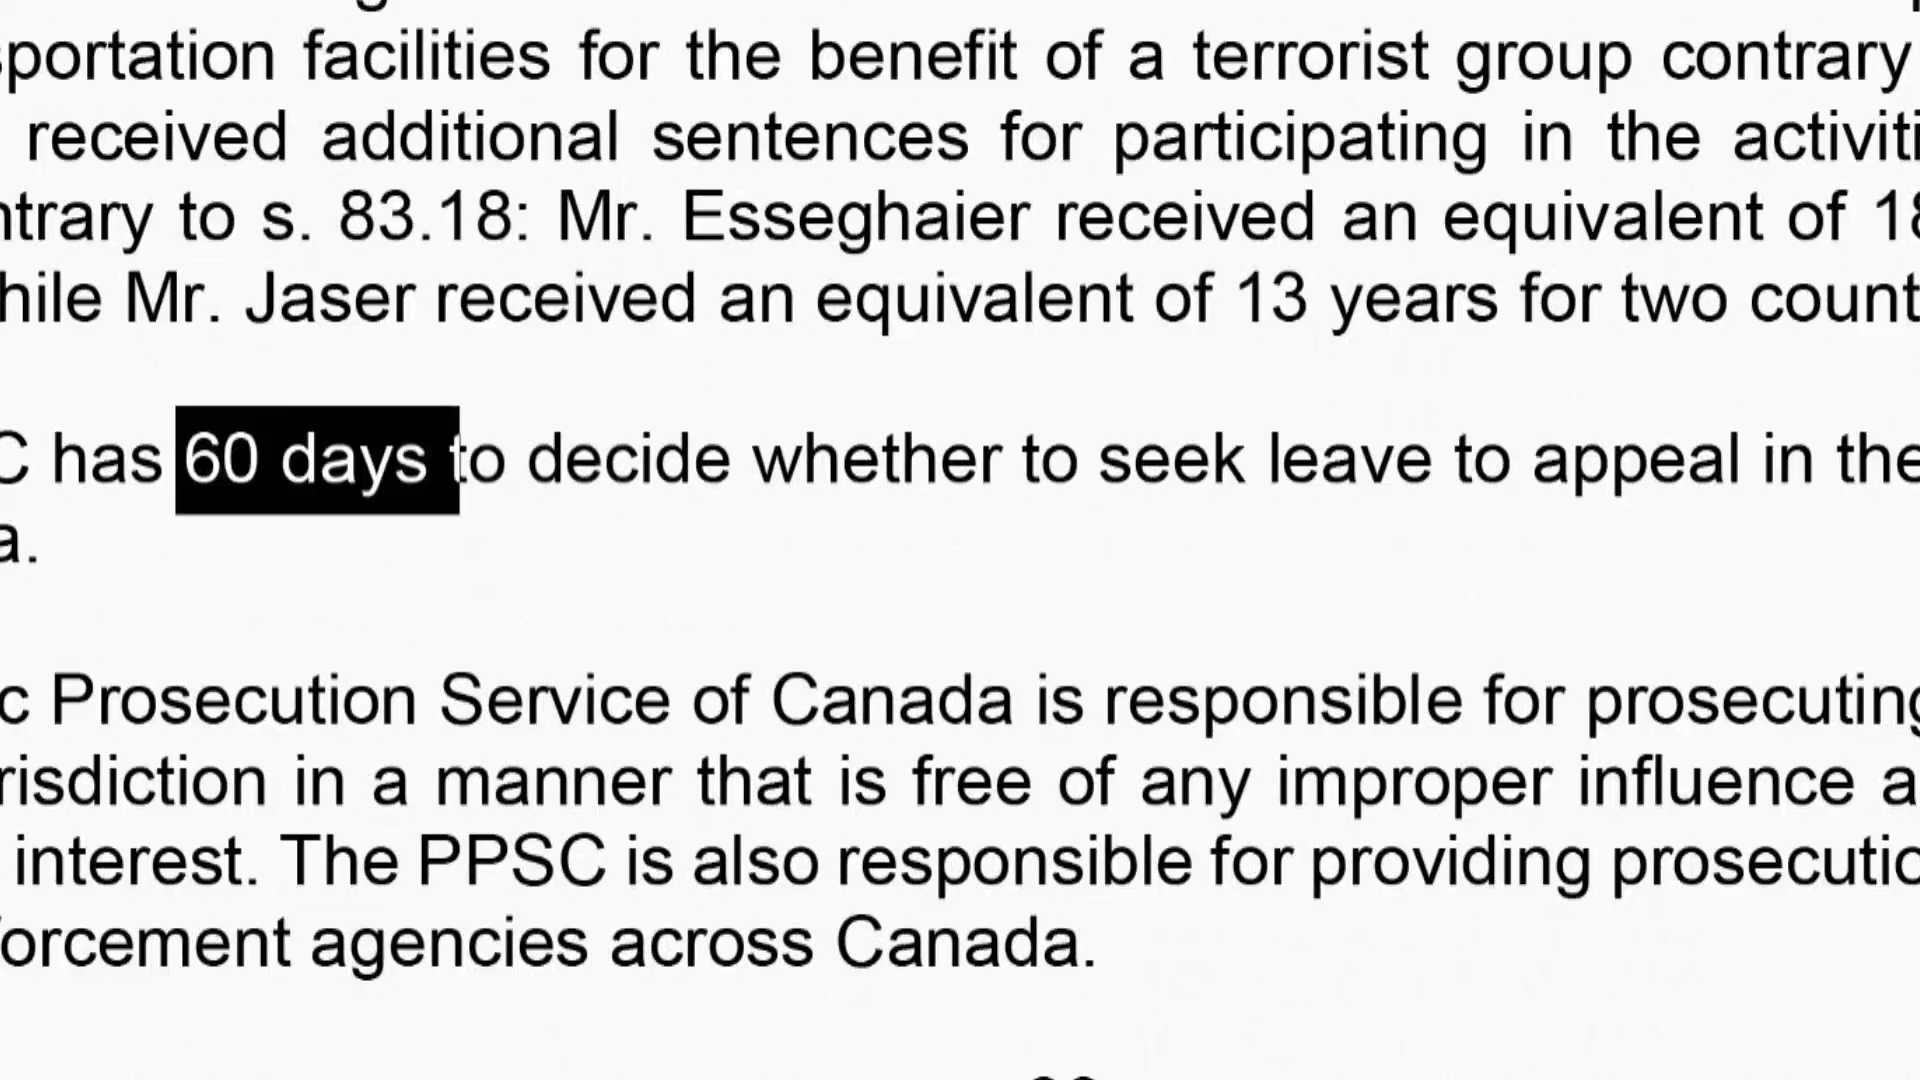 portation facilities for the benefit of a terrorist group contrary
received additional sentences for participating in the activiti
ntrary to s. 83.18: Mr. Esseghaier received an equivalent of 18
hile Mr. Jaser received an equivalent of 13 years for two count
C has 60 days to decide whether to seek leave to appeal in the
a.
c Prosecution Service of Canada is responsible for prosecuting
risdiction in a manner that is free of any improper influence a
interest. The PPSC is also responsible for providing prosecutio
forcement agencies across Canada.